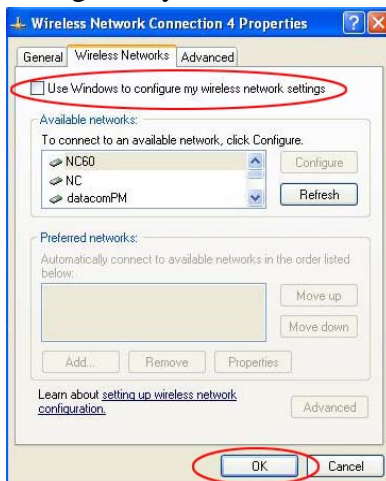 Wireless Network Connection 4 Properties
General Wireless Networks Advanced
Use Windows to configure my wireless network settings
Available networks:
To connect to an available network, click Configure.
NC60
Configure
NC
datacomPM
Refresh
Preferred networks:
Automatically connect to available networks in the order listed
below:
Move up
Move down
Add... Remove Properties
Learn about setting up wireless network
configuration.
Advanced
OK Cancel